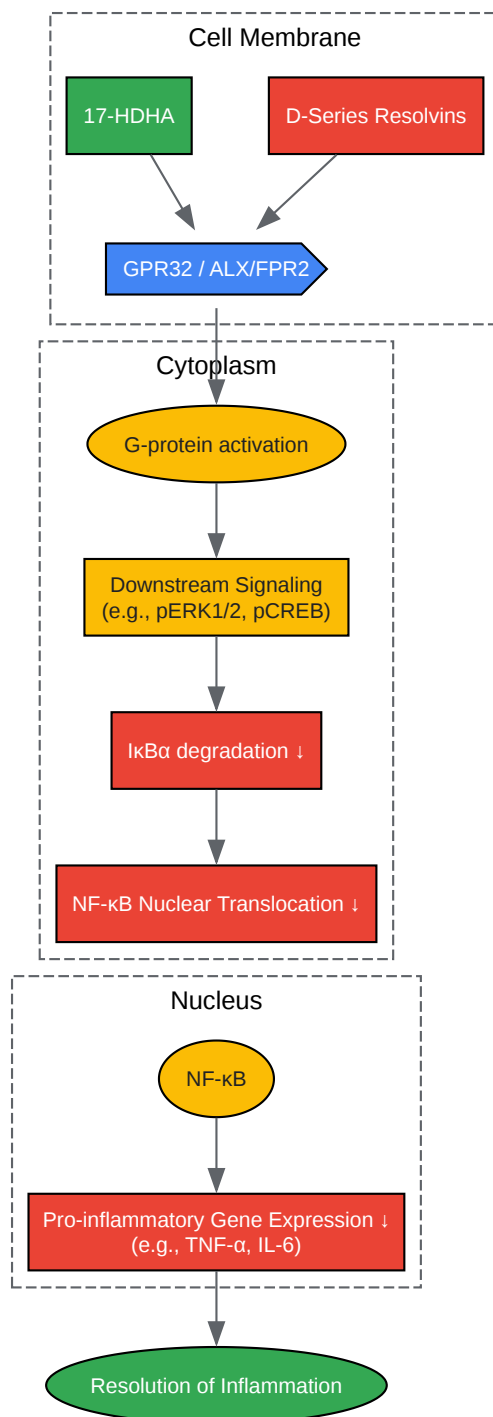 Cell Membrane
17-HDHA
D-Series Resolvins
GPR32 / ALX/FPR2
Cytoplasm
G-protein activation
Downstream Signaling
(e.g., pERK1/2, pCREB)
IκBα degradation ↓
NF-κB Nuclear Translocation ↓
Nucleus
NF-κB
Pro-inflammatory Gene Expression ↓
(e.g., TNF-α, IL-6)
Resolution of Inflammation